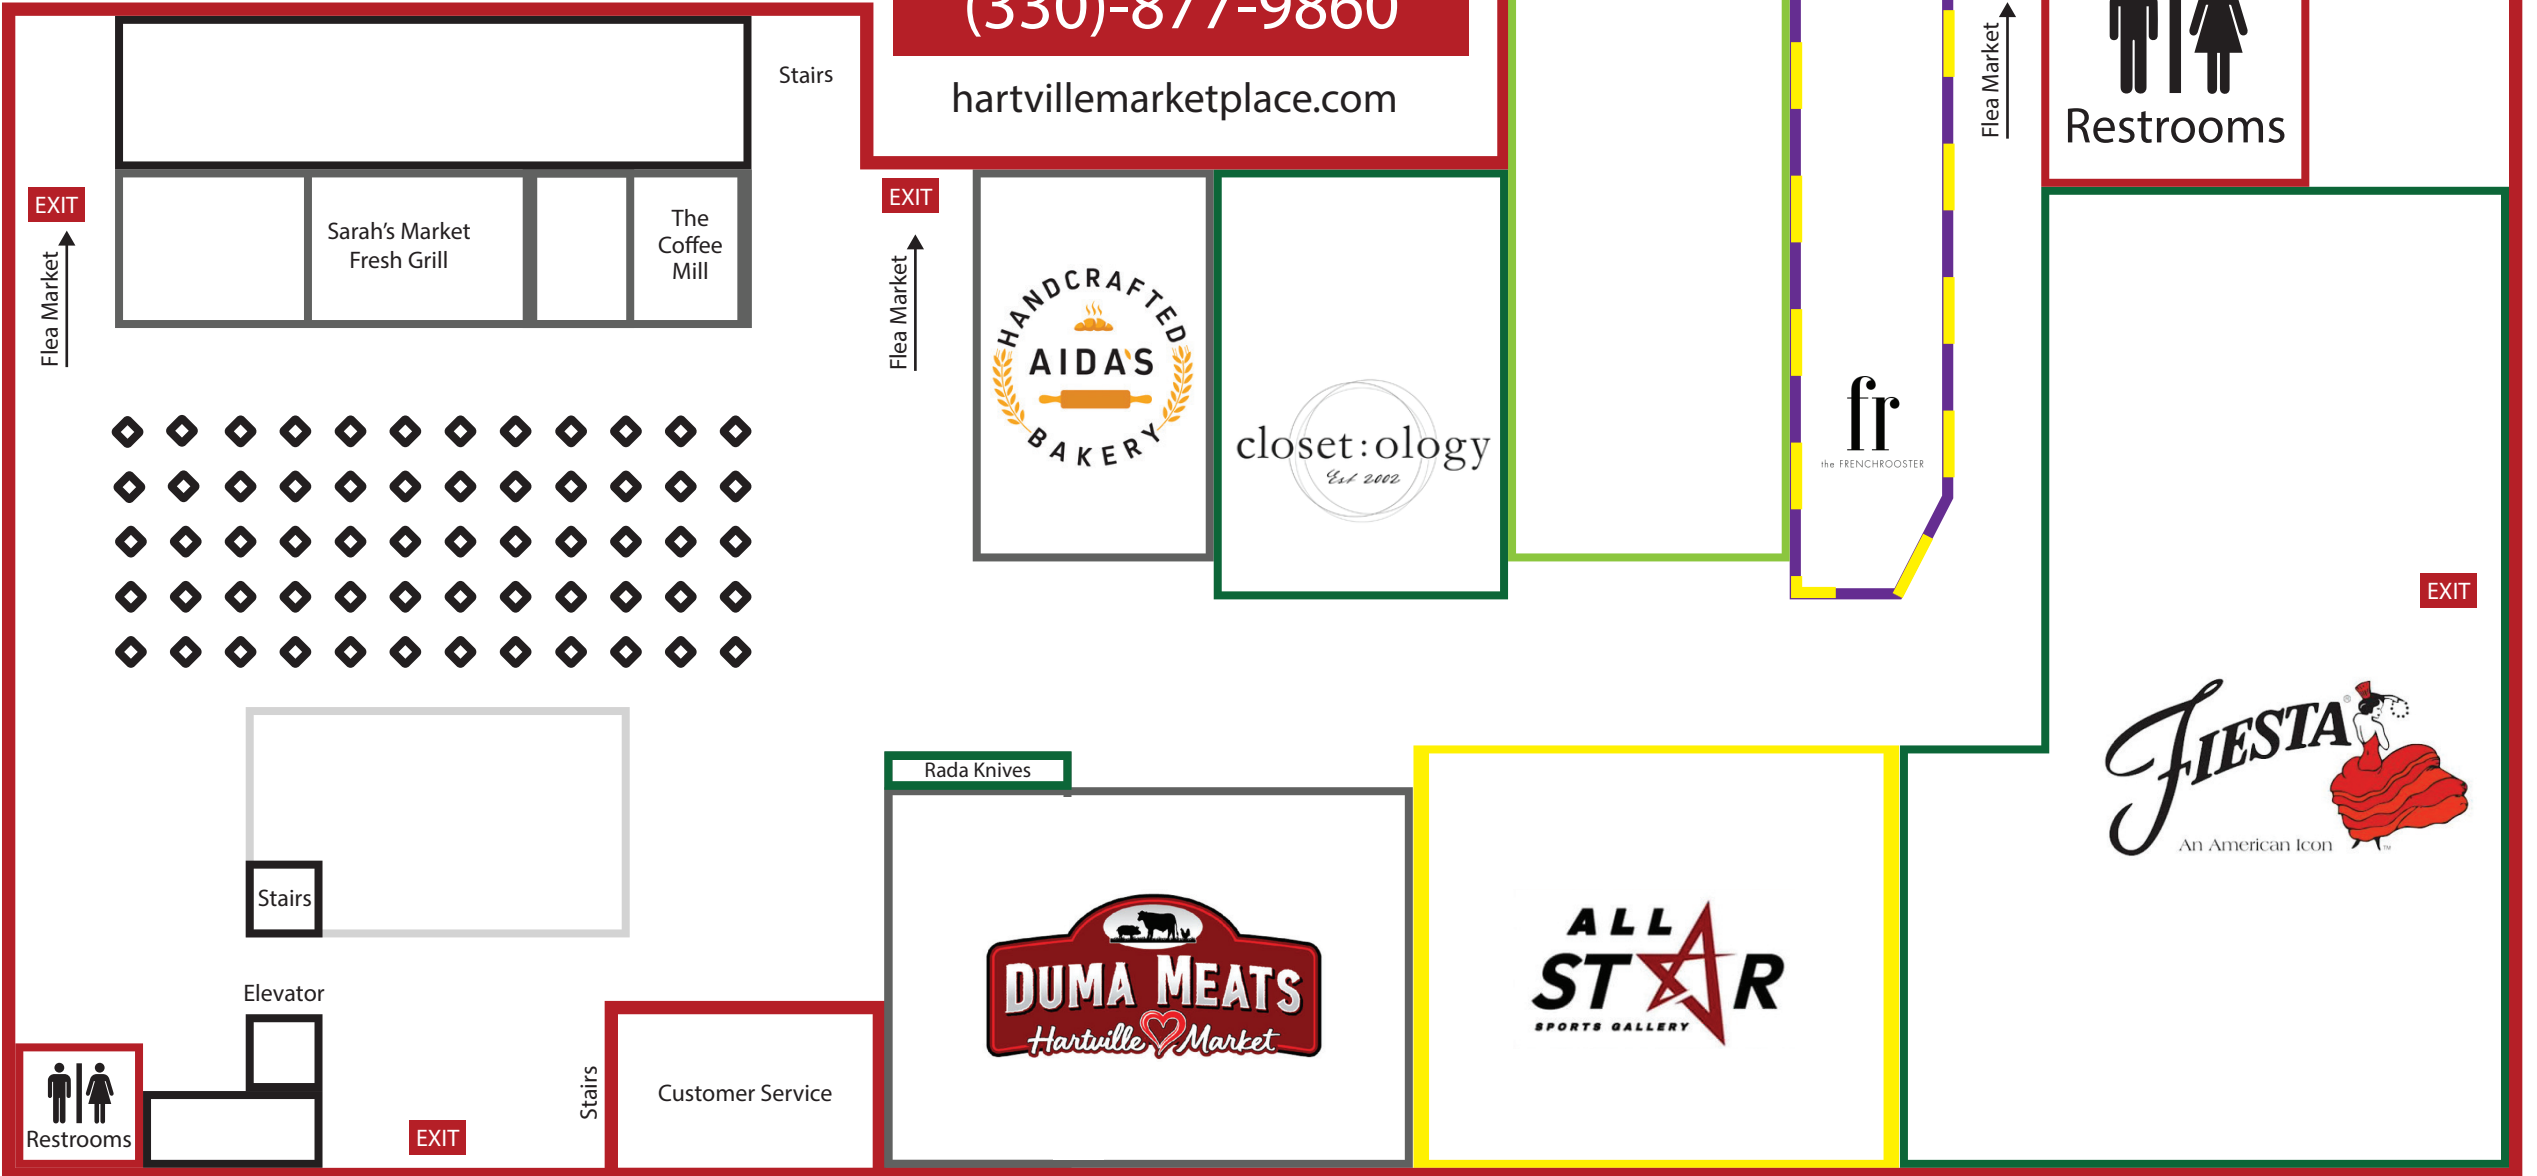 (330)-877-9860
hartvillemarketplace.com
Stairs
Flea Market
Restrooms
EXIT
Flea Market
Sarah's Market
Fresh Grill
The
Coffee
Mill
EXIT
Flea Market
HANDCRAFTED
AIDA'S
BAKERY
closet:ology
Est 2002
fr
the FRENCHROOSTER
EXIT
FIESTA®
An American Icon
TM
Rada Knives
Stairs
DUMA MEATS
Hartville Market
ALL
STAR
SPORTS GALLERY
Elevator
Restrooms
EXIT
Stairs
Customer Service